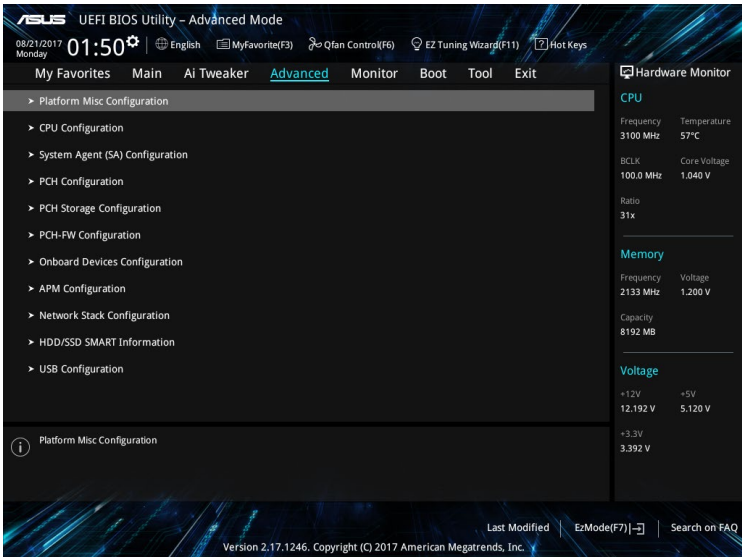 ASUS UEFI BIOS Utility – Advanced Mode
08/21/2017 Monday 01:50 English MyFavorite(F3) Qfan Control(F6) EZ Tuning Wizard(F11) ? Hot Keys
My Favorites Main Ai Tweaker Advanced Monitor Boot Tool Exit
Platform Misc Configuration
CPU Configuration
System Agent (SA) Configuration
PCH Configuration
PCH Storage Configuration
PCH-FW Configuration
Onboard Devices Configuration
APM Configuration
Network Stack Configuration
HDD/SSD SMART Information
USB Configuration
i Platform Misc Configuration
Hardware Monitor
CPU
Frequency Temperature
3100 MHz 57°C
BCLK Core Voltage
100.0 MHz 1.040 V
Ratio
31x
Memory
Frequency Voltage
2133 MHz 1.200 V
Capacity
8192 MB
Voltage
+12V +5V
12.192 V 5.120 V
+3.3V
3.392 V
Last Modified EzMode(F7) Search on FAQ
Version 2.17.1246. Copyright (C) 2017 American Megatrends, Inc.